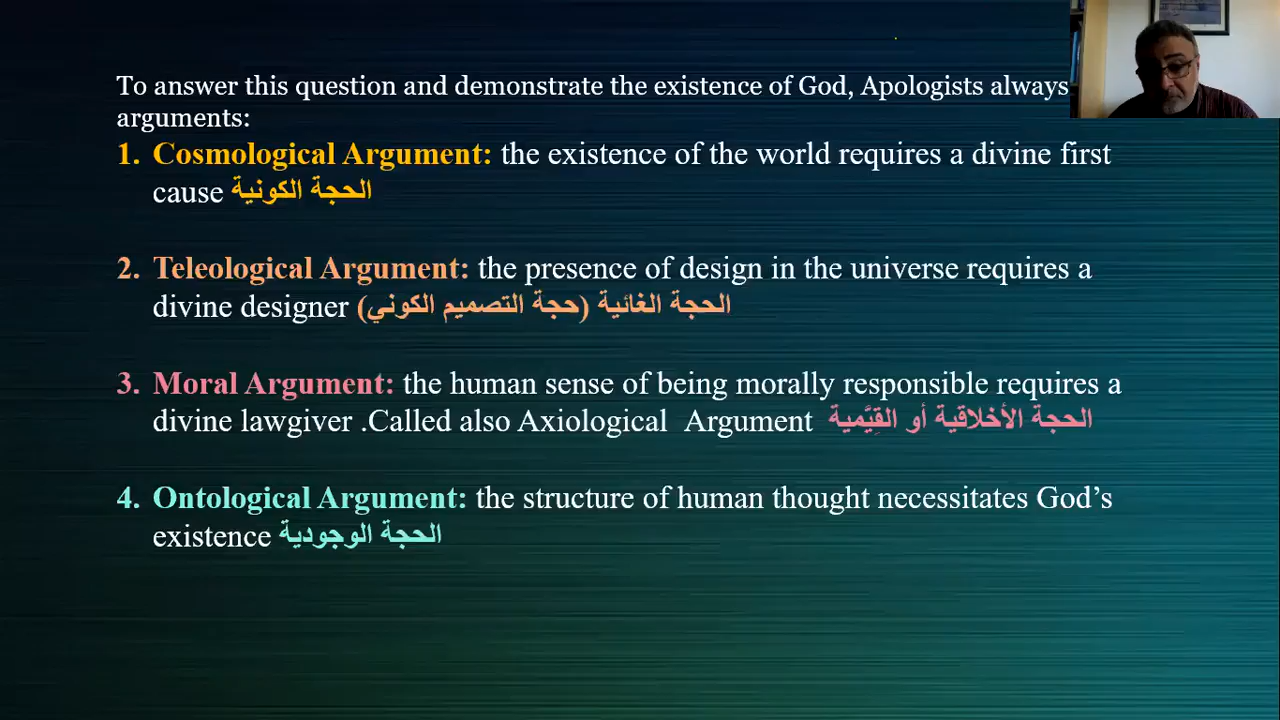 To answer this question and demonstrate the existence of God, Apologists always
arguments:
1. Cosmological Argument: the existence of the world requires a divine first
cause الحجة الكونية
2. Teleological Argument: the presence of design in the universe requires a
divine designer الحجة الغائية (حجة التصميم الكوني)
3. Moral Argument: the human sense of being morally responsible requires a
divine lawgiver .Called also Axiological Argument الحجة الأخلاقية أو القِيَّمية
4. Ontological Argument: the structure of human thought necessitates God’s
existence الحجة الوجودية